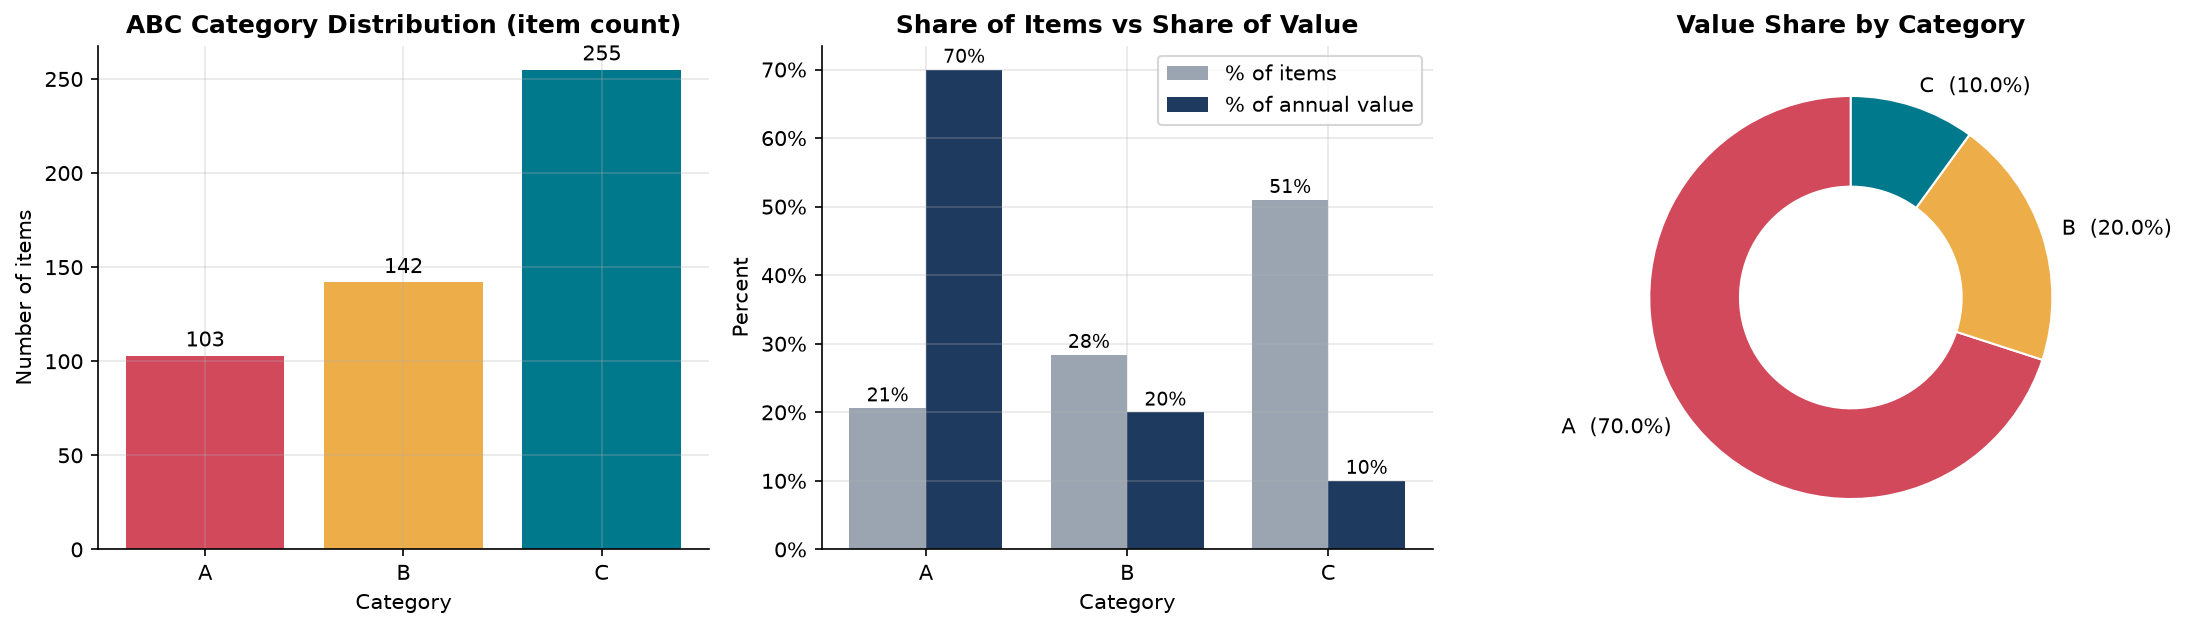 ABC Category Distribution (item count)
Number of items
250
200
150
100
50
0
103
142
255
A
B
C
Category
Share of Items vs Share of Value
Percent
70%
60%
50%
40%
30%
20%
10%
0%
% of items
% of annual value
21%
70%
28%
20%
51%
10%
A
B
C
Category
Value Share by Category
C (10.0%)
B (20.0%)
A (70.0%)